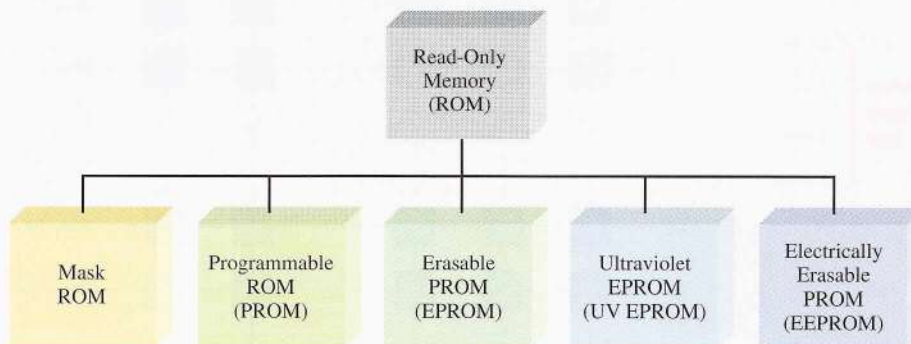 Read-Only
Memory
(ROM)
Mask
ROM
Programmable
ROM
(PROM)
Erasable
PROM
(EPROM)
Ultraviolet
EPROM
(UV EPROM)
Electrically
Erasable
PROM
(EEPROM)